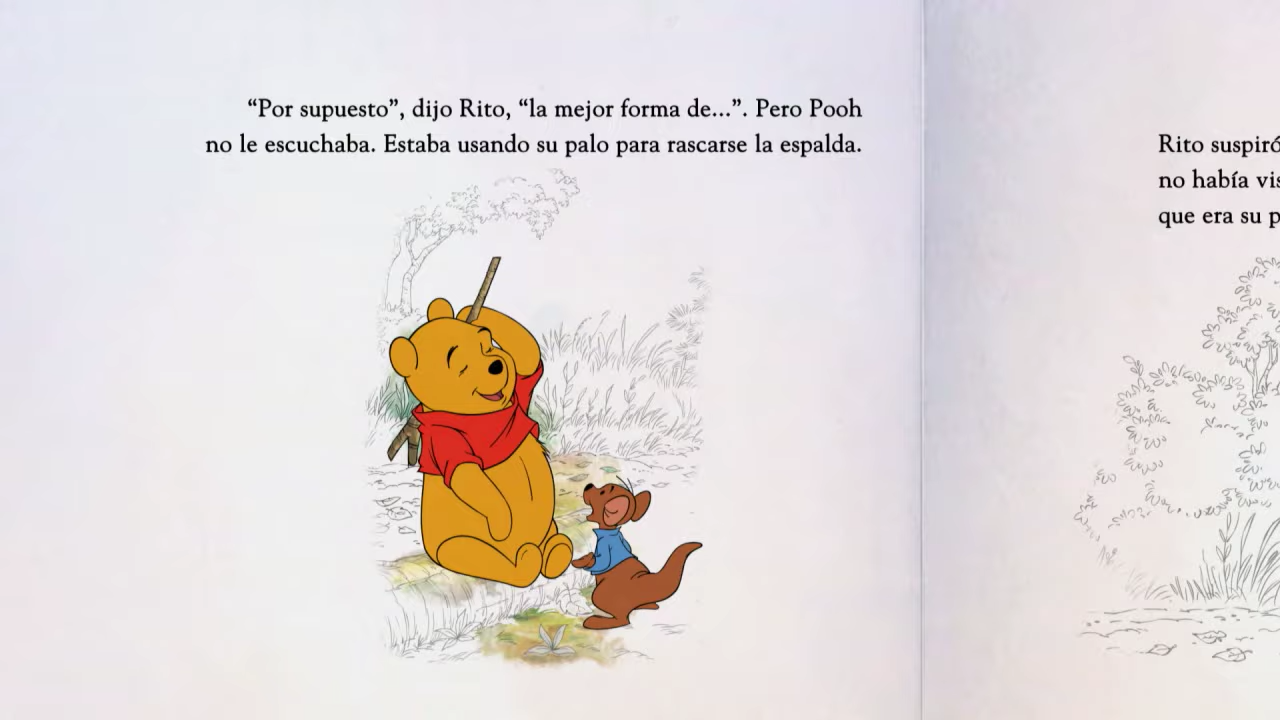 “Por supuesto”, dijo Rito, “la mejor forma de...”. Pero Pooh
no le escuchaba. Estaba usando su palo para rascarse la espalda.
Rito suspiró
no había
que era su